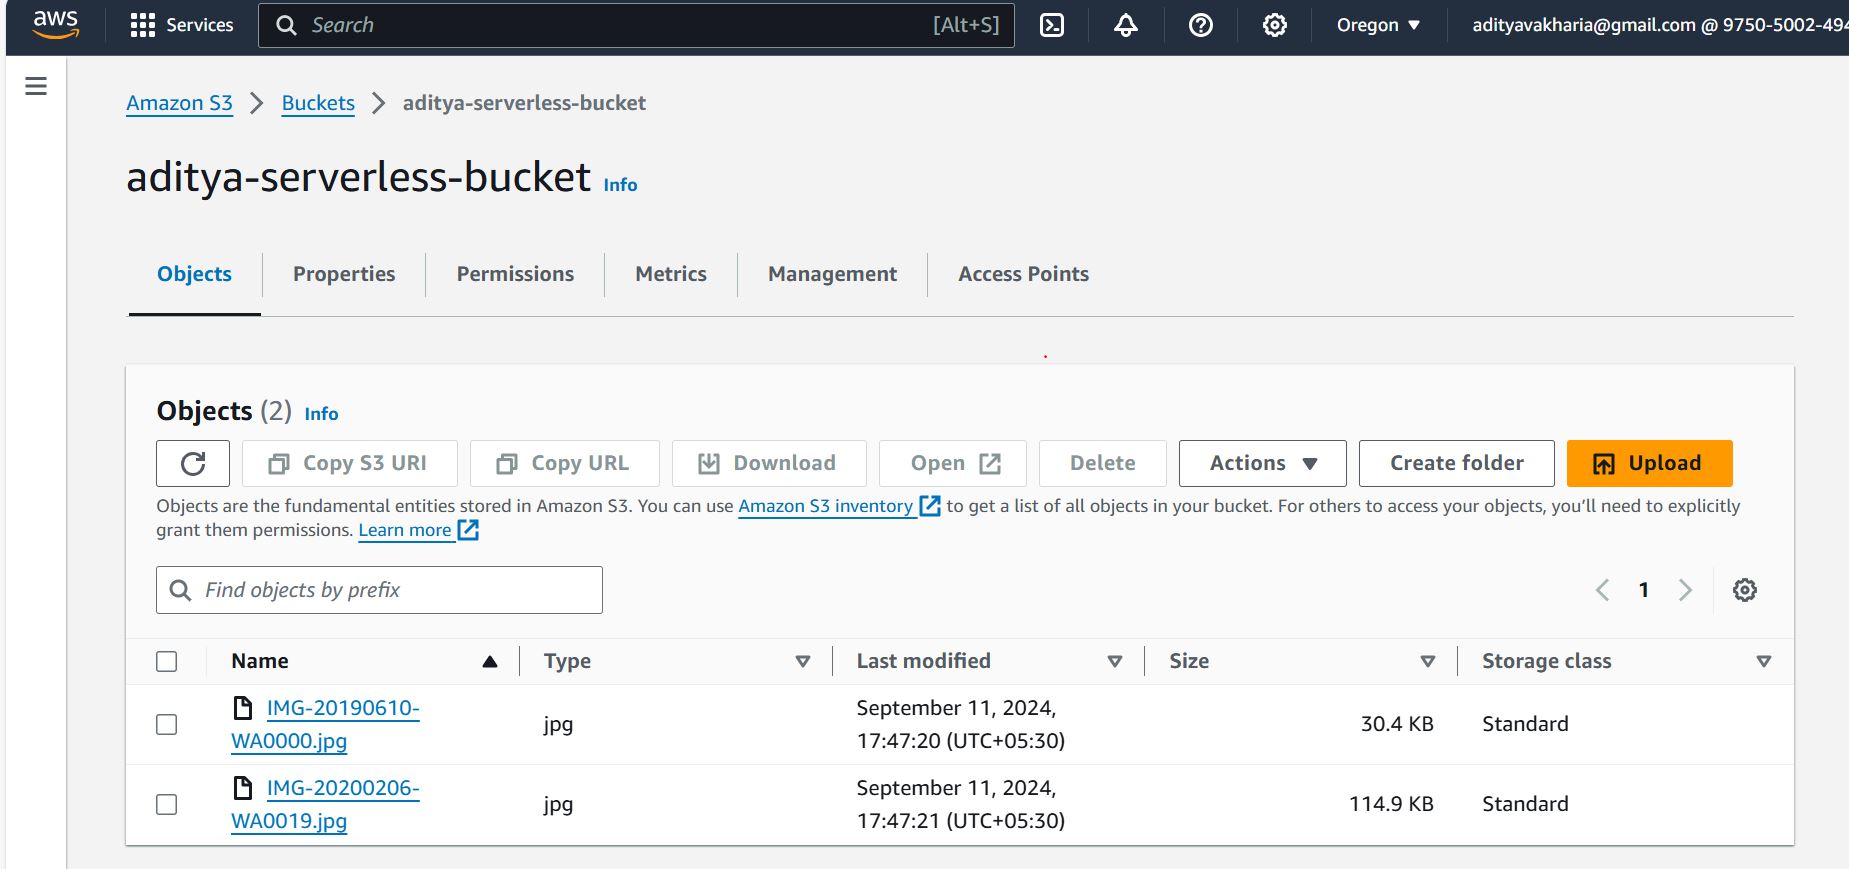 aws
Services
Search
[Alt+S]
Oregon
adityavakharia@gmail.com @ 9750-5002-494
Amazon S3 > Buckets > aditya-serverless-bucket
aditya-serverless-bucket Info
Objects
Properties
Permissions
Metrics
Management
Access Points
Objects (2) Info
Copy S3 URI
Copy URL
Download
Open
Delete
Actions
Create folder
Upload
Objects are the fundamental entities stored in Amazon S3. You can use Amazon S3 inventory to get a list of all objects in your bucket. For others to access your objects, you'll need to explicitly
grant them permissions. Learn more
Find objects by prefix
1
Name
Type
Last modified
Size
Storage class
IMG-20190610-
WA0000.jpg
jpg
September 11, 2024,
17:47:20 (UTC+05:30)
30.4 KB
Standard
IMG-20200206-
WA0019.jpg
jpg
September 11, 2024,
17:47:21 (UTC+05:30)
114.9 KB
Standard